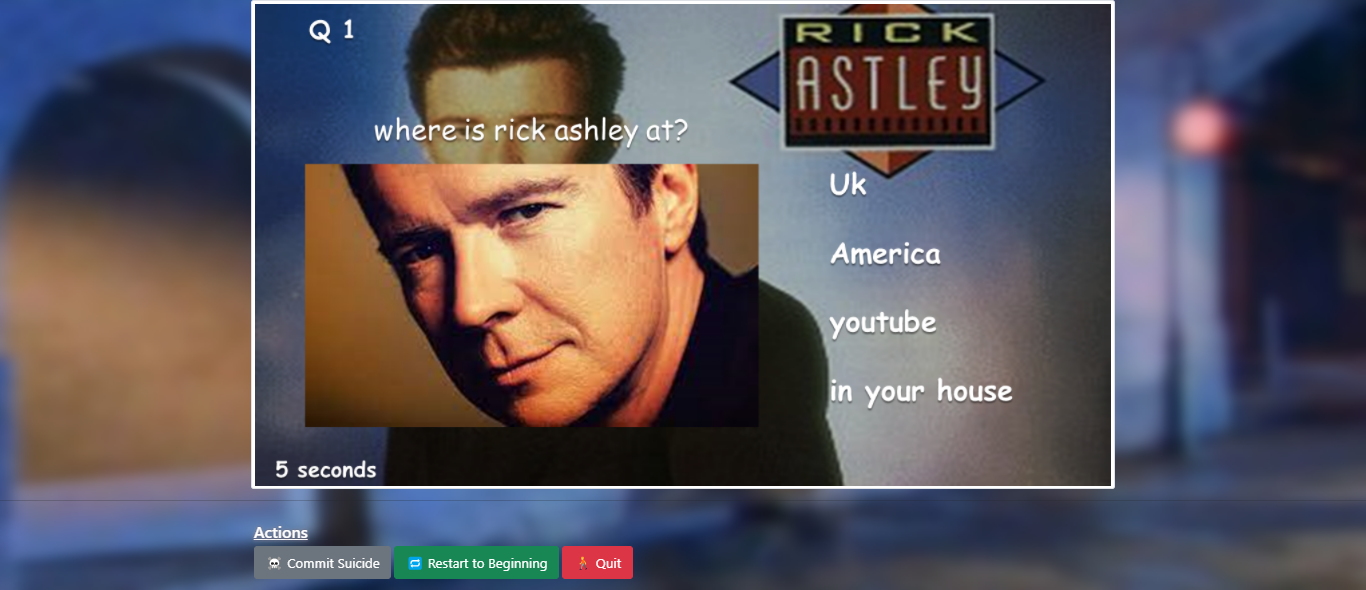 Q 1
RICK
ASTLEY
where is rick ashley at?
Uk
America
youtube
in your house
5 seconds
Actions
Commit Suicide
Restart to Beginning
Quit